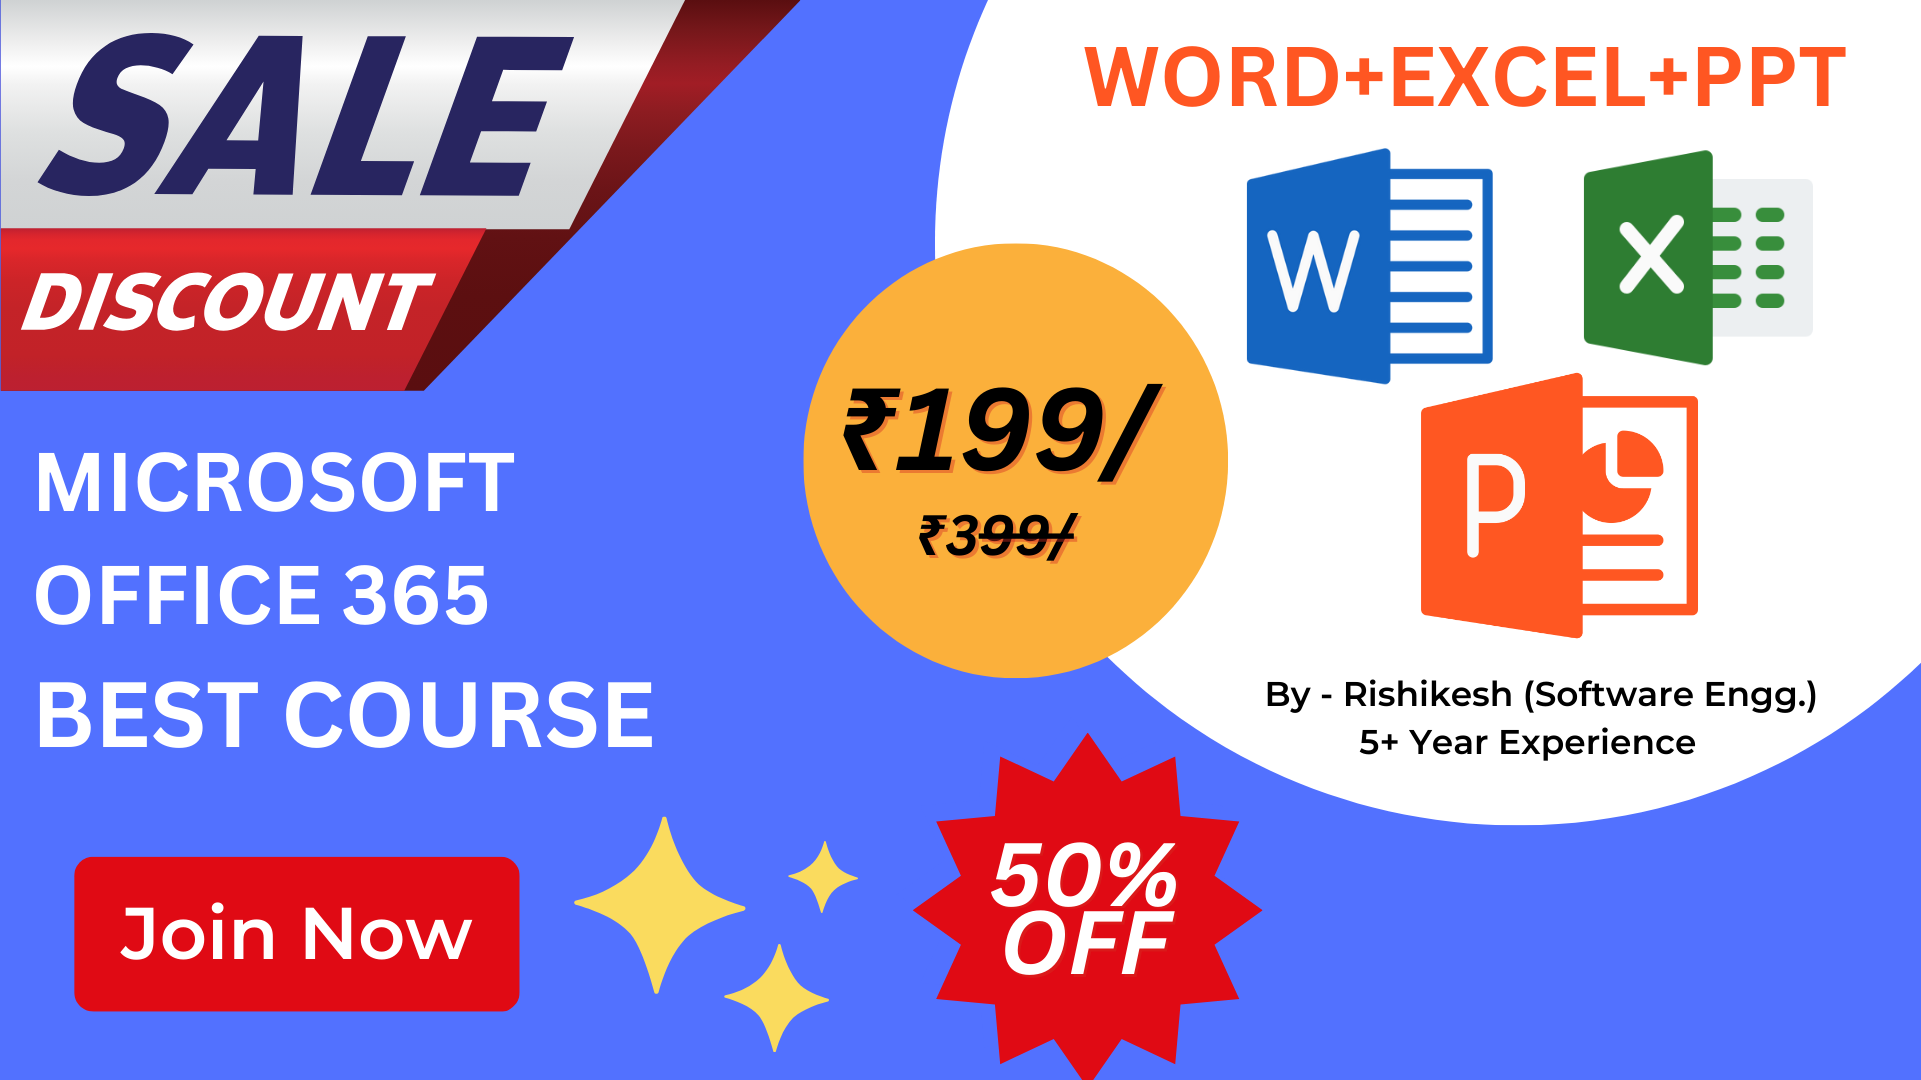 SALE
DISCOUNT
MICROSOFT
OFFICE 365
BEST COURSE
Join Now
₹199/
₹399/
50%
OFF
WORD+EXCEL+PPT
W
X
P
By - Rishikesh (Software Engg.)
5+ Year Experience